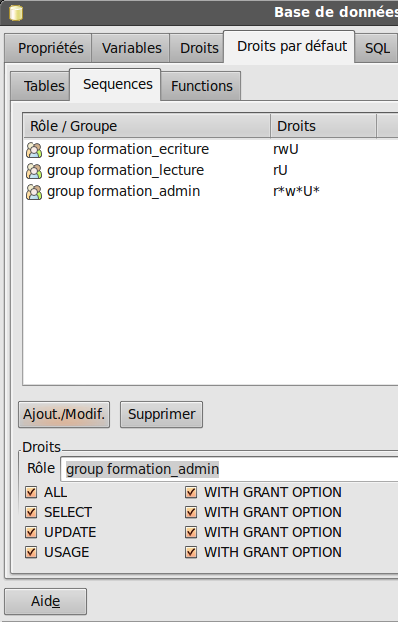 Base de données
Propriétés Variables Droits Droits par défaut SQL
Tables Sequences Functions
Rôle / Groupe Droits
group formation_ecriture rwU
group formation_lecture rU
group formation_admin r*w*U*
Ajout./Modif. Supprimer
Droits
Rôle group formation_admin
ALL WITH GRANT OPTION
SELECT WITH GRANT OPTION
UPDATE WITH GRANT OPTION
USAGE WITH GRANT OPTION
Aide